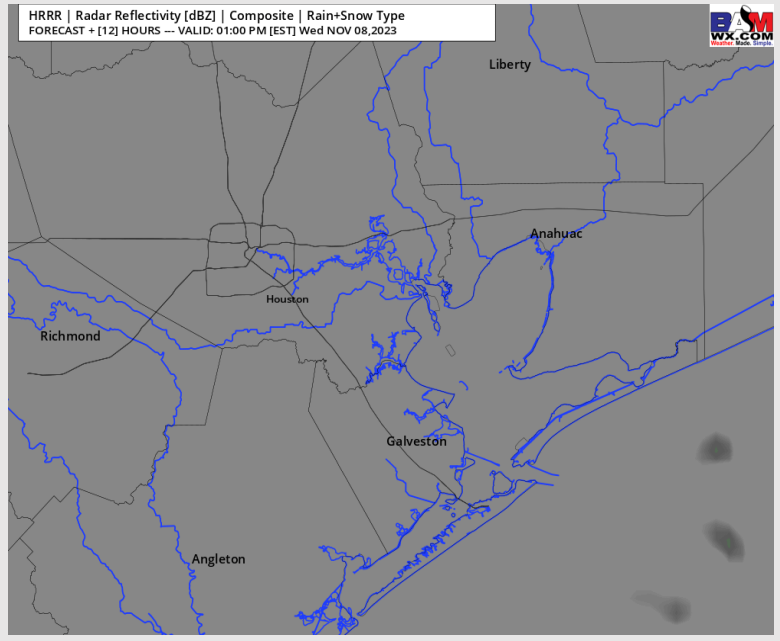 HRRR | Radar Reflectivity [dBZ] | Composite | Rain+Snow Type
FORECAST + [12] HOURS --- VALID: 01:00 PM [EST] Wed NOV 08,2023
BAM
WX.COM
Weather. Made. Simple.
Liberty
Anahuac
Houston
Richmond
Galveston
Angleton